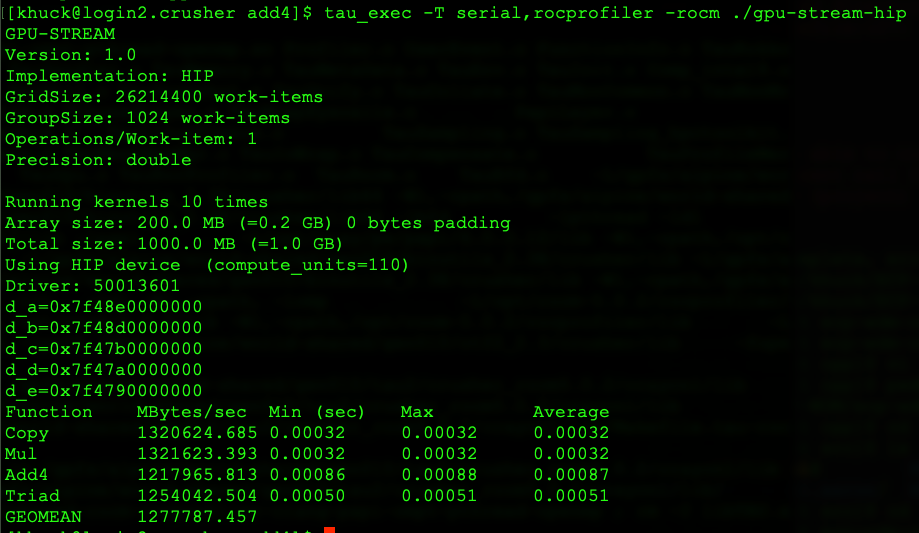 [[khuck@login2.crusher add4]$ tau_exec -T serial,rocprofiler -rocm ./gpu-stream-hip
GPU-STREAM
Version: 1.0
Implementation: HIP
GridSize: 26214400 work-items
GroupSize: 1024 work-items
Operations/Work-item: 1
Precision: double
Running kernels 10 times
Array size: 200.0 MB (=0.2 GB) 0 bytes padding
Total size: 1000.0 MB (=1.0 GB)
Using HIP device  (compute_units=110)
Driver: 50013601
d_a=0x7f48e0000000
d_b=0x7f48d0000000
d_c=0x7f47b0000000
d_d=0x7f47a0000000
d_e=0x7f4790000000
Function    MBytes/sec  Min (sec)   Max         Average
Copy        1320624.685 0.00032     0.00032     0.00032
Mul         1321623.393 0.00032     0.00032     0.00032
Add4        1217965.813 0.00086     0.00088     0.00087
Triad       1254042.504 0.00050     0.00051     0.00051
GEOMEAN     1277787.457